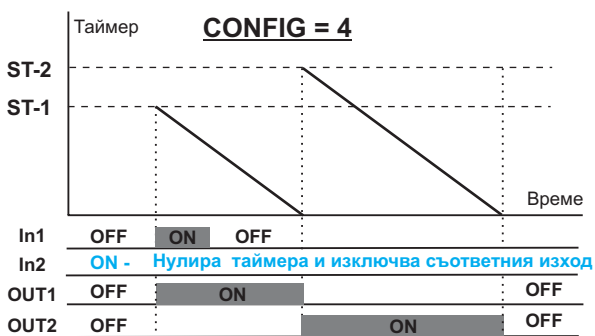 Таймер
CONFIG = 4
ST-2
ST-1
Време
In1 OFF ON OFF
In2 ON - Нулира таймера и изключва съответния изход
OUT1 OFF ON OFF
OUT2 OFF ON OFF